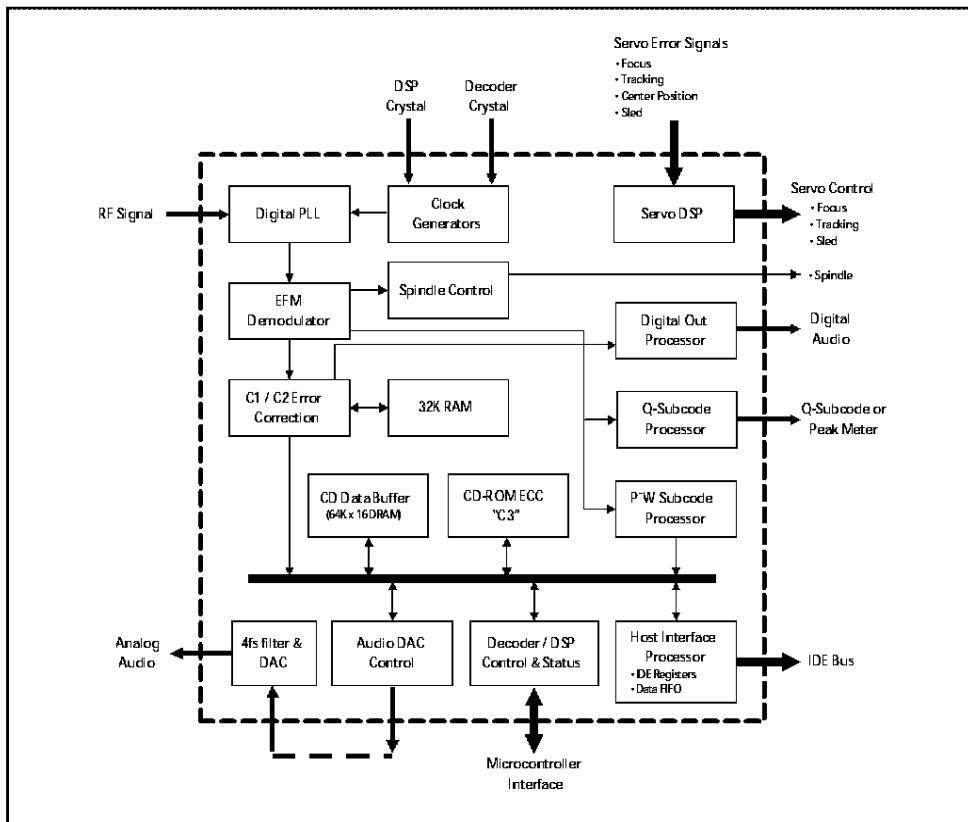 Servo Error Signals
• Focus
• Tracking
• Center Position
• Sled
DSP
Crystal
Decoder
Crystal
RF Signal
Digital PLL
Clock
Generators
Servo DSP
Servo Control
• Focus
• Tracking
• Sled
• Spindle
EFM
Demodulator
Spindle Control
Digital Out
Processor
Digital
Audio
C1 / C2 Error
Correction
32K RAM
Q-Subcode
Processor
Q-Subcode or
Peak Meter
CD Data Buffer
(64K x 16 DRAM)
CD-ROM ECC
"C3"
P~W Subcode
Processor
Analog
Audio
4fs filter &
DAC
Audio DAC
Control
Decoder / DSP
Control & Status
Host Interface
Processor
• IDE Registers
• Data FIFO
IDE Bus
Microcontroller
Interface